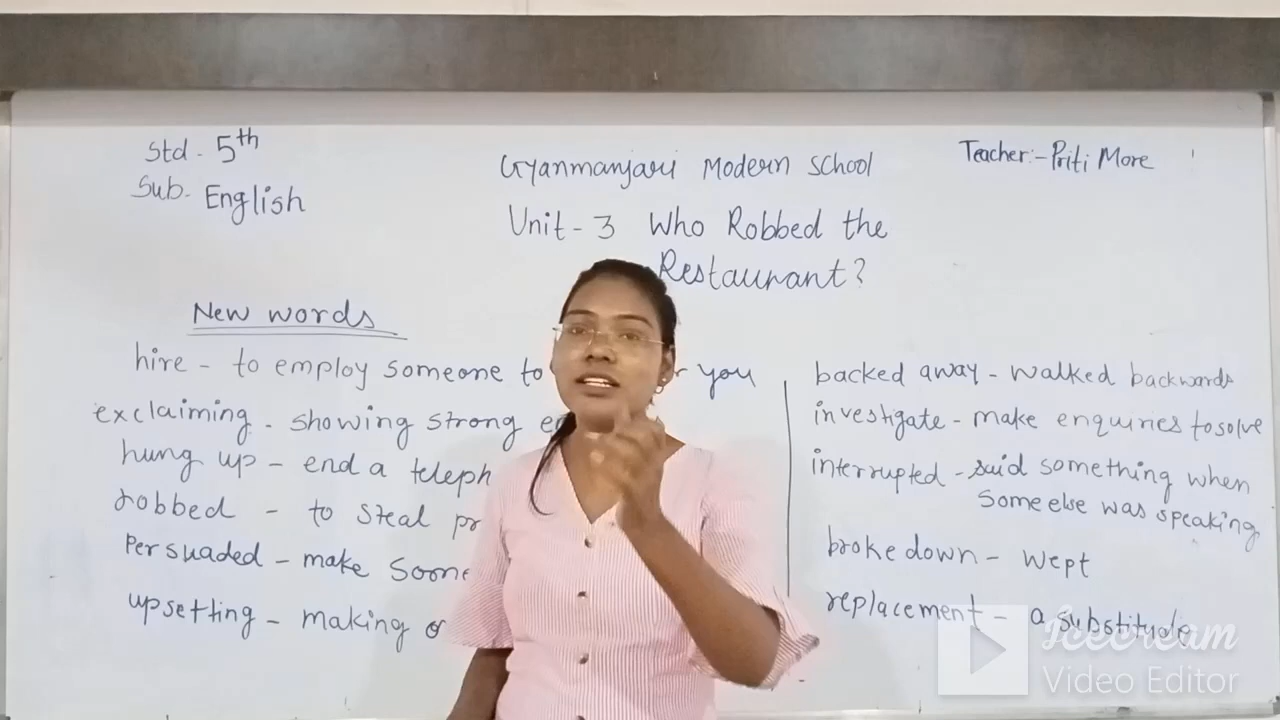 Std - 5th
Sub - English
Gyanmanjari Modern School
Teacher:- Priti More
Unit - 3 Who Robbed the
Restaurant?
New words
hire - to employ someone to you
exclaiming - showing strong
hung up - end a
robbed - to steal
Persuaded - make
upsetting - making
backed away - walked backwards
investigate - make enquiries to solve
interrupted - said something when
someelse was speaking
broke down - wept
replacement - a substitude
Icecream
Video Editor